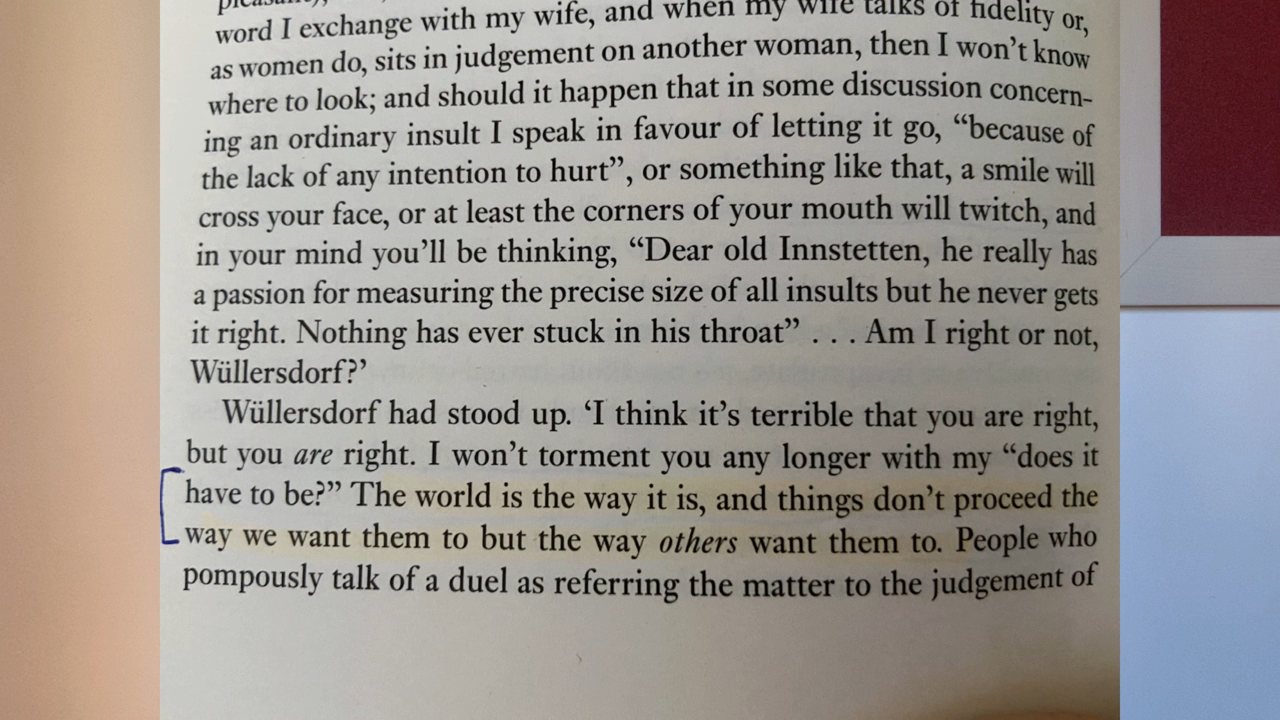 word I exchange with my wife, and when my wife talks of fidelity or,
as women do, sits in judgement on another woman, then I won’t know
where to look; and should it happen that in some discussion concern-
ing an ordinary insult I speak in favour of letting it go, “because of
the lack of any intention to hurt”, or something like that, a smile will
cross your face, or at least the corners of your mouth will twitch, and
in your mind you’ll be thinking, “Dear old Innstetten, he really has
a passion for measuring the precise size of all insults but he never gets
it right. Nothing has ever stuck in his throat” . . . Am I right or not,
Wüllersdorf?’
Wüllersdorf had stood up. ‘I think it’s terrible that you are right,
but you are right. I won’t torment you any longer with my “does it
have to be?” The world is the way it is, and things don’t proceed the
way we want them to but the way others want them to. People who
pompously talk of a duel as referring the matter to the judgement of